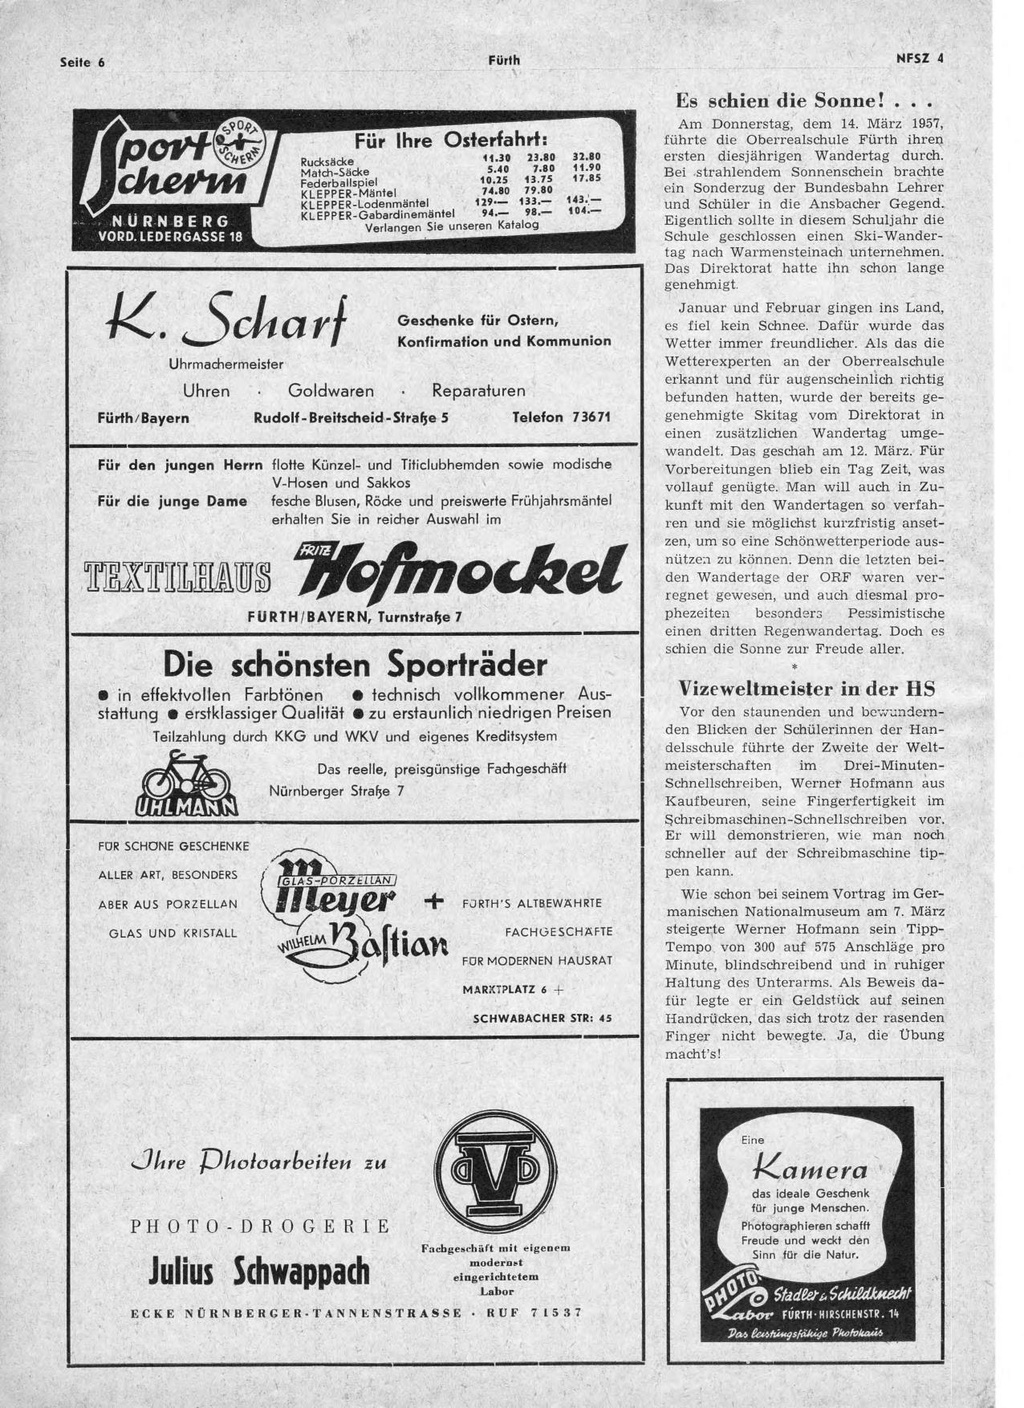 Seite 6
Fürth
NFSZ 4
Sport
Scherm
SPORT
SCHERM
NÜRNBERG
VORD. LEDERGASSE 18
Für Ihre Osterfahrt:
Rucksäcke 11.30 23.80 32.80
Match-Säcke 5.40 7.80 11.90
Federballspiel 10.25 13.75 17.85
KLEPPER-Mäntel 74.80 79.80
KLEPPER-Lodenmäntel 129.— 133.— 143.—
KLEPPER-Gabardinemäntel 94.— 98.— 104.—
Verlangen Sie unseren Katalog
K. Scharf
Geschenke für Ostern,
Konfirmation und Kommunion
Uhrmachermeister
Uhren · Goldwaren · Reparaturen
Fürth/Bayern Rudolf-Breitscheid-Straße 5 Telefon 73671
Für den jungen Herrn flotte Künzel- und Titiclubhemden sowie modische
V-Hosen und Sakkos
Für die junge Dame fesche Blusen, Röcke und preiswerte Frühjahrsmäntel
erhalten Sie in reicher Auswahl im
TEXTILHAUS FRITZ Hofmockel
FÜRTH/BAYERN, Turnstraße 7
Die schönsten Sporträder
• in effektvollen Farbtönen • technisch vollkommener Aus-
stattung • erstklassiger Qualität • zu erstaunlich niedrigen Preisen
Teilzahlung durch KKG und WKV und eigenes Kreditsystem
Das reelle, preisgünstige Fachgeschäft
Nürnberger Straße 7
UHLMANN
FÜR SCHÖNE GESCHENKE
ALLER ART, BESONDERS
ABER AUS PORZELLAN
GLAS UND KRISTALL
m
GLAS-PORZELLAN
Meyer
+
WILHELM Bastian
FÜRTH'S ALTBEWÄHRTE
FACHGESCHÄFTE
FÜR MODERNEN HAUSRAT
MARKTPLATZ 6 +
SCHWABACHER STR: 45
Ihre Photoarbeiten zu
PHOTO-DROGERIE
Julius Schwappach
Fachgeschäft mit eigenem
modernst
eingerichtetem
Labor
ECKE NÜRNBERGER-TANNENSTRASSE · RUF 71537
Es schien die Sonne! . . .
Am Donnerstag, dem 14. März 1957,
führte die Oberrealschule Fürth ihren
ersten diesjährigen Wandertag durch.
Bei strahlendem Sonnenschein brachte
ein Sonderzug der Bundesbahn Lehrer
und Schüler in die Ansbacher Gegend.
Eigentlich sollte in diesem Schuljahr die
Schule geschlossen einen Ski-Wander-
tag nach Warmensteinach unternehmen.
Das Direktorat hatte ihn schon lange
genehmigt.
Januar und Februar gingen ins Land,
es fiel kein Schnee. Dafür wurde das
Wetter immer freundlicher. Als das die
Wetterexperten an der Oberrealschule
erkannt und für augenscheinlich richtig
befunden hatten, wurde der bereits ge-
genehmigte Skitag vom Direktorat in
einen zusätzlichen Wandertag umge-
wandelt. Das geschah am 12. März. Für
Vorbereitungen blieb ein Tag Zeit, was
vollauf genügte. Man will auch in Zu-
kunft mit den Wandertagen so verfah-
ren und sie möglichst kurzfristig anset-
zen, um so eine Schönwetterperiode aus-
nützen zu können. Denn die letzten bei-
den Wandertage der ORF waren ver-
regnet gewesen, und auch diesmal pro-
phezeiten besonders Pessimistische
einen dritten Regenwandertag. Doch es
schien die Sonne zur Freude aller.
*
Vizeweltmeister in der HS
Vor den staunenden und bewundern-
den Blicken der Schülerinnen der Han-
delsschule führte der Zweite der Welt-
meisterschaften im Drei-Minuten-
Schnellschreiben, Werner Hofmann aus
Kaufbeuren, seine Fingerfertigkeit im
Schreibmaschinen-Schnellschreiben vor.
Er will demonstrieren, wie man noch
schneller auf der Schreibmaschine tip-
pen kann.
Wie schon bei seinem Vortrag im Ger-
manischen Nationalmuseum am 7. März
steigerte Werner Hofmann sein Tipp-
Tempo von 300 auf 575 Anschläge pro
Minute, blindschreibend und in ruhiger
Haltung des Unterarms. Als Beweis da-
für legte er ein Geldstück auf seinen
Handrücken, das sich trotz der rasenden
Finger nicht bewegte. Ja, die Übung
macht's!
Eine
Kamera
das ideale Geschenk
für junge Menschen.
Photographieren schafft
Freude und weckt den
Sinn für die Natur.
PHOTO
Labor
Stadler & Schildknecht
FÜRTH·HIRSCHENSTR. 14
Das leistungsfähige Photohaus